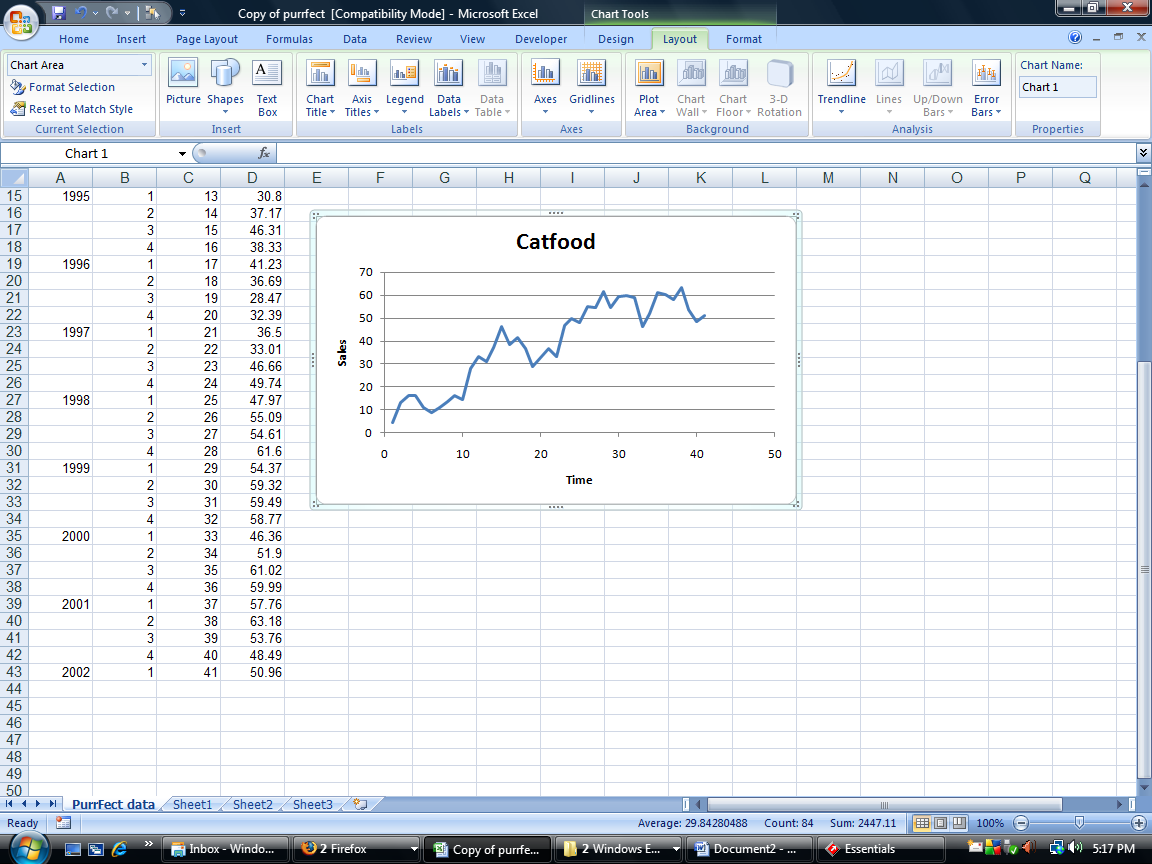 Copy of purrfect [Compatibility Mode] - Microsoft Excel
Chart Tools
Home Insert Page Layout Formulas Data Review View Developer Design Layout Format
Chart Area
Format Selection
Reset to Match Style
Current Selection
Picture Shapes Text Box
Insert
Chart Title Axis Titles Legend Data Labels Data Table
Labels
Axes Gridlines
Axes
Plot Area Chart Wall Chart Floor 3-D Rotation
Background
Trendline Lines Up/Down Bars Error Bars
Analysis
Chart Name:
Chart 1
Properties
Chart 1 fx
A B C D E F G H I J K L M N O P Q
15 1995 1 13 30.8
16 2 14 37.17
17 3 15 46.31
18 4 16 38.33
19 1996 1 17 41.23
20 2 18 36.69
21 3 19 28.47
22 4 20 32.39
23 1997 1 21 36.5
24 2 22 33.01
25 3 23 46.66
26 4 24 49.74
27 1998 1 25 47.97
28 2 26 55.09
29 3 27 54.61
30 4 28 61.6
31 1999 1 29 54.37
32 2 30 59.32
33 3 31 59.49
34 4 32 58.77
35 2000 1 33 46.36
36 2 34 51.9
37 3 35 61.02
38 4 36 59.99
39 2001 1 37 57.76
40 2 38 63.18
41 3 39 53.76
42 4 40 48.49
43 2002 1 41 50.96
44
45
46
47
48
49
50
Catfood
70
60
50
40
30
20
10
0
Sales
0 10 20 30 40 50
Time
PurrFect data Sheet1 Sheet2 Sheet3
Ready
Average: 29.84280488 Count: 84 Sum: 2447.11 100%
Inbox - Windo... 2 Firefox Copy of purrfe... 2 Windows E... Document2 - ... Essentials 5:17 PM